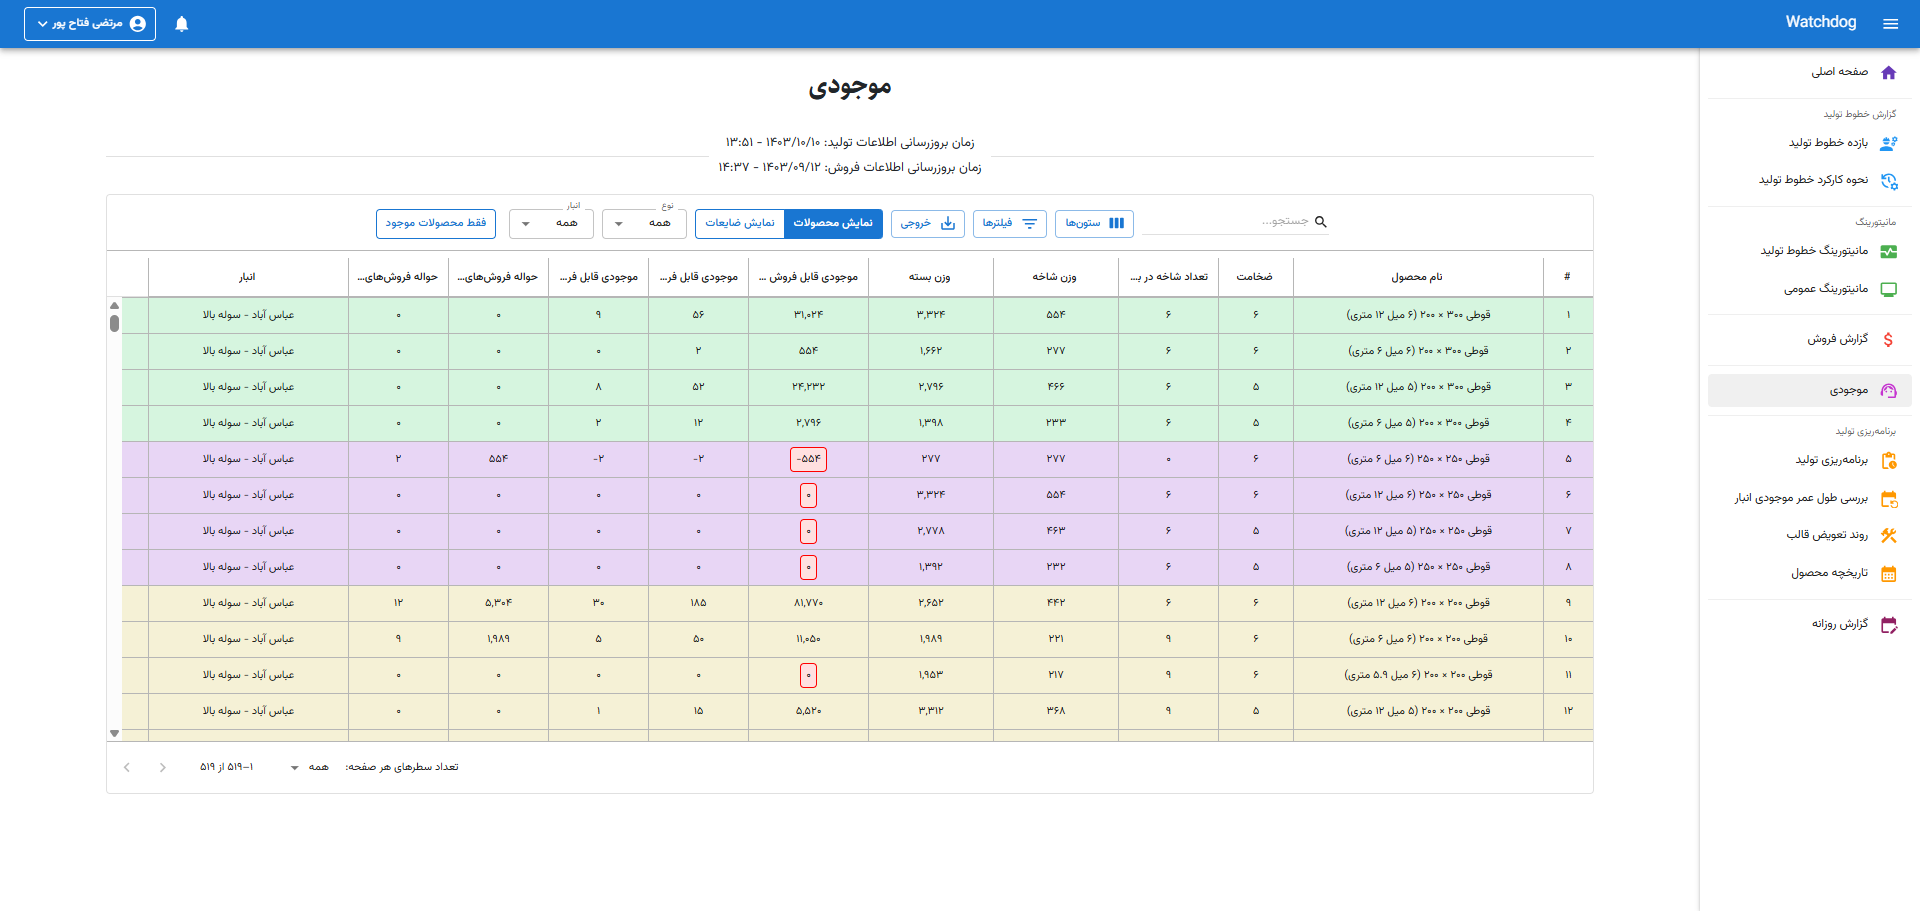 Watchdog
مرتضی فتاح پور
صفحه اصلی
گزارش خطوط تولید
بازده خطوط تولید
نحوه کارکرد خطوط تولید
مانیتورینگ
مانیتورینگ خطوط تولید
مانیتورینگ عمومی
گزارش فروش
موجودی
برنامه‌ریزی تولید
برنامه‌ریزی تولید
بررسی طول عمر موجودی انبار
روند تعویض قالب
تاریخچه محصول
گزارش روزانه
موجودی
زمان بروزرسانی اطلاعات تولید: ۱۴۰۳/۱۰/۱۰ - ۱۳:۵۱
زمان بروزرسانی اطلاعات فروش: ۱۴۰۳/۰۹/۱۲ - ۱۴:۳۷
جستجو...
ستون‌ها
فیلترها
خروجی
نمایش محصولات
نمایش ضایعات
نوع
همه
انبار
همه
فقط محصولات موجود
# نام محصول ضخامت تعداد شاخه در ب... وزن شاخه وزن بسته موجودی قابل فروش ... موجودی قابل فر... موجودی قابل فر... حواله فروش‌های... حواله فروش‌های... انبار
۱ قوطی ۳۰۰ × ۲۰۰ (۶ میل ۱۲ متری) ۶ ۶ ۵۵۴ ۳,۳۲۴ ۳۱,۰۲۴ ۵۶ ۹ ۰ ۰ عباس آباد - سوله بالا
۲ قوطی ۳۰۰ × ۲۰۰ (۶ میل ۶ متری) ۶ ۶ ۲۷۷ ۱,۶۶۲ ۵۵۴ ۲ ۰ ۰ ۰ عباس آباد - سوله بالا
۳ قوطی ۳۰۰ × ۲۰۰ (۵ میل ۱۲ متری) ۵ ۶ ۴۶۶ ۲,۷۹۶ ۲۴,۲۳۲ ۵۲ ۸ ۰ ۰ عباس آباد - سوله بالا
۴ قوطی ۳۰۰ × ۲۰۰ (۵ میل ۶ متری) ۵ ۶ ۲۳۳ ۱,۳۹۸ ۲,۷۹۶ ۱۲ ۲ ۰ ۰ عباس آباد - سوله بالا
۵ قوطی ۲۵۰ × ۲۵۰ (۶ میل ۶ متری) ۶ ۰ ۲۷۷ ۲۷۷ -۵۵۴ -۲ -۲ ۵۵۴ ۲ عباس آباد - سوله بالا
۶ قوطی ۲۵۰ × ۲۵۰ (۶ میل ۱۲ متری) ۶ ۶ ۵۵۴ ۳,۳۲۴ ۰ ۰ ۰ ۰ ۰ عباس آباد - سوله بالا
۷ قوطی ۲۵۰ × ۲۵۰ (۵ میل ۱۲ متری) ۵ ۶ ۴۶۳ ۲,۷۷۸ ۰ ۰ ۰ ۰ ۰ عباس آباد - سوله بالا
۸ قوطی ۲۵۰ × ۲۵۰ (۵ میل ۶ متری) ۵ ۶ ۲۳۲ ۱,۳۹۲ ۰ ۰ ۰ ۰ ۰ عباس آباد - سوله بالا
۹ قوطی ۲۰۰ × ۲۰۰ (۶ میل ۱۲ متری) ۶ ۶ ۴۴۲ ۲,۶۵۲ ۸۱,۷۷۰ ۱۸۵ ۳۰ ۵,۳۰۴ ۱۲ عباس آباد - سوله بالا
۱۰ قوطی ۲۰۰ × ۲۰۰ (۶ میل ۶ متری) ۶ ۹ ۲۲۱ ۱,۹۸۹ ۱۱,۰۵۰ ۵۰ ۵ ۱,۹۸۹ ۹ عباس آباد - سوله بالا
۱۱ قوطی ۲۰۰ × ۲۰۰ (۶ میل ۵.۹ متری) ۶ ۹ ۲۱۷ ۱,۹۵۳ ۰ ۰ ۰ ۰ ۰ عباس آباد - سوله بالا
۱۲ قوطی ۲۰۰ × ۲۰۰ (۵ میل ۱۲ متری) ۵ ۹ ۳۶۸ ۳,۳۱۲ ۵,۵۲۰ ۱۵ ۱ ۰ ۰ عباس آباد - سوله بالا
تعداد سطرهای هر صفحه: همه ۱–۵۱۹ از ۵۱۹